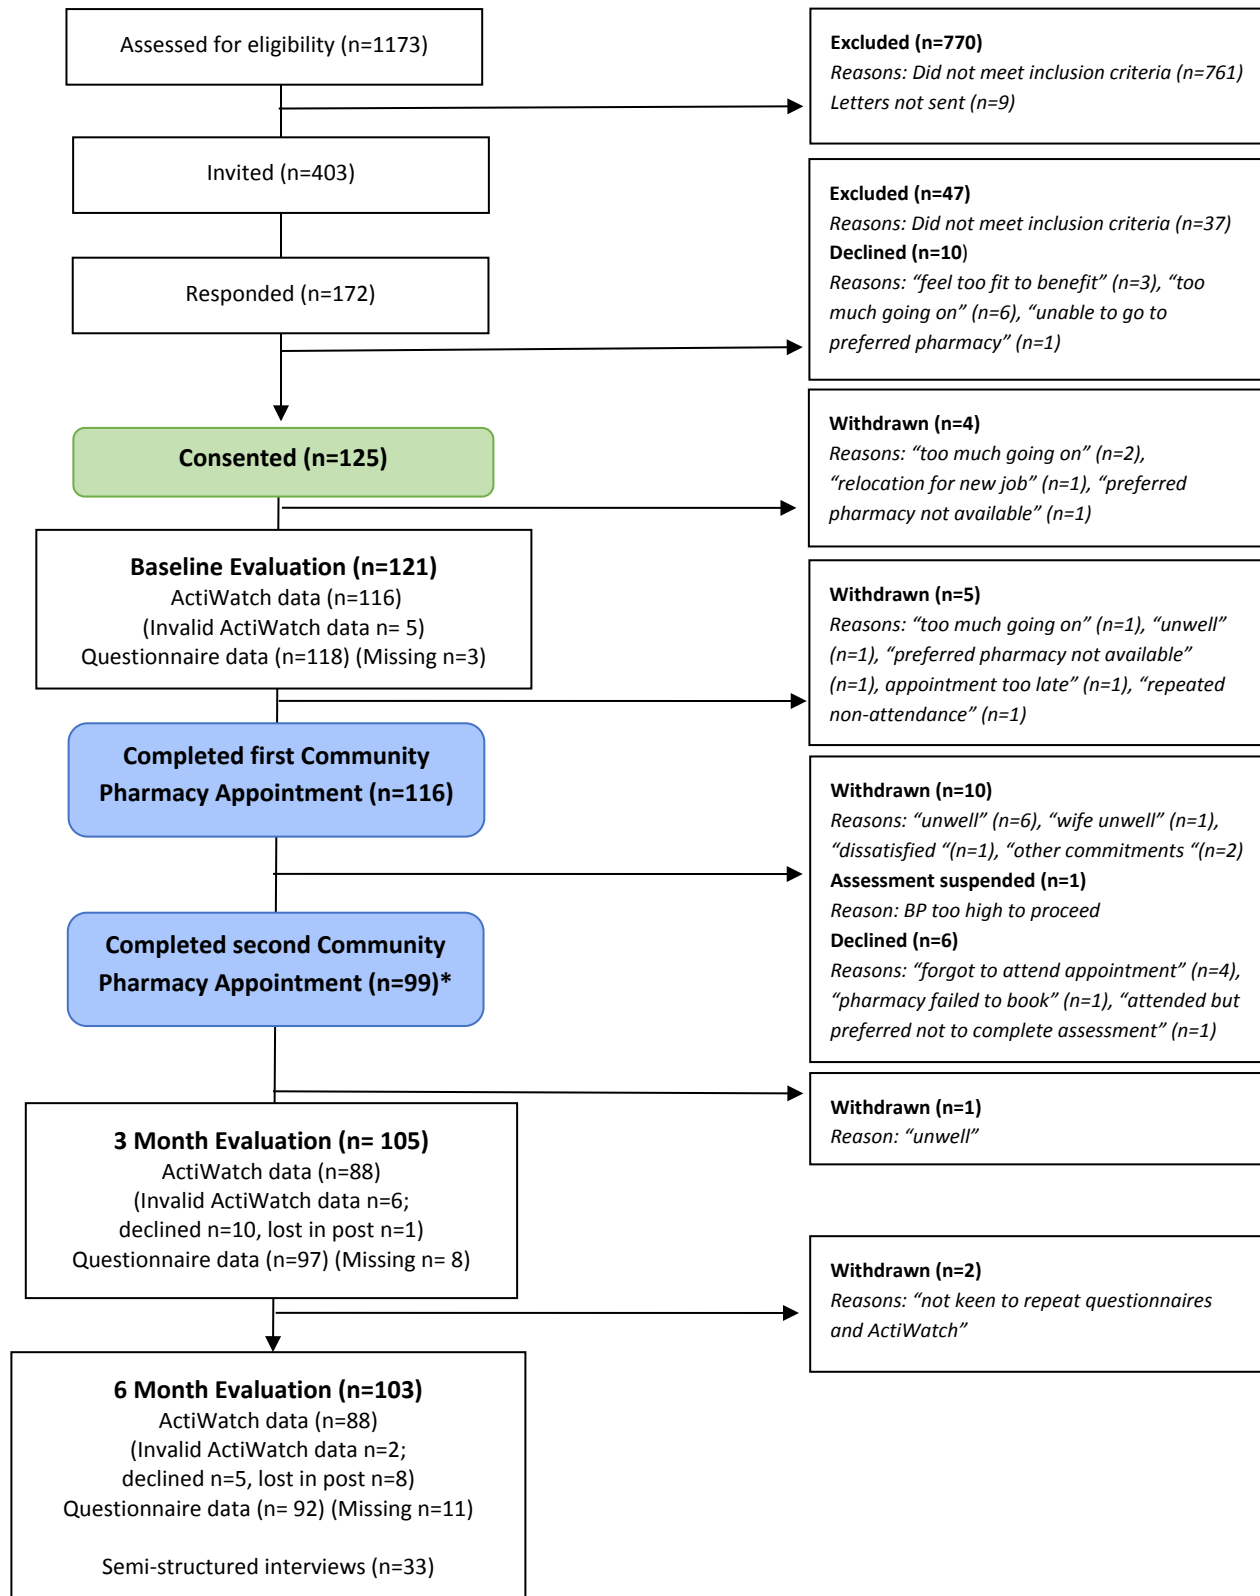 Assessed for eligibility (n=1173)
Excluded (n=770)
Reasons: Did not meet inclusion criteria (n=761)
Letters not sent (n=9)
Invited (n=403)
Responded (n=172)
Excluded (n=47)
Reasons: Did not meet inclusion criteria (n=37)
Declined (n=10)
Reasons: “feel too fit to benefit” (n=3), “too
much going on” (n=6), “unable to go to
preferred pharmacy” (n=1)
Consented (n=125)
Withdrawn (n=4)
Reasons: “too much going on” (n=2),
“relocation for new job” (n=1), “preferred
pharmacy not available” (n=1)
Baseline Evaluation (n=121)
ActiWatch data (n=116)
(Invalid ActiWatch data n= 5)
Questionnaire data (n=118) (Missing n=3)
Withdrawn (n=5)
Reasons: “too much going on” (n=1), “unwell”
(n=1), “preferred pharmacy not available”
(n=1), appointment too late” (n=1), “repeated
non-attendance” (n=1)
Completed first Community
Pharmacy Appointment (n=116)
Withdrawn (n=10)
Reasons: “unwell” (n=6), “wife unwell” (n=1),
“dissatisfied “(n=1), “other commitments “(n=2)
Assessment suspended (n=1)
Reason: BP too high to proceed
Declined (n=6)
Reasons: “forgot to attend appointment” (n=4),
“pharmacy failed to book” (n=1), “attended but
preferred not to complete assessment” (n=1)
Completed second Community
Pharmacy Appointment (n=99)*
Withdrawn (n=1)
Reason: “unwell”
3 Month Evaluation (n= 105)
ActiWatch data (n=88)
(Invalid ActiWatch data n=6;
declined n=10, lost in post n=1)
Questionnaire data (n=97) (Missing n= 8)
Withdrawn (n=2)
Reasons: “not keen to repeat questionnaires
and ActiWatch”
6 Month Evaluation (n=103)
ActiWatch data (n=88)
(Invalid ActiWatch data n=2;
declined n=5, lost in post n=8)
Questionnaire data (n= 92) (Missing n=11)
Semi-structured interviews (n=33)